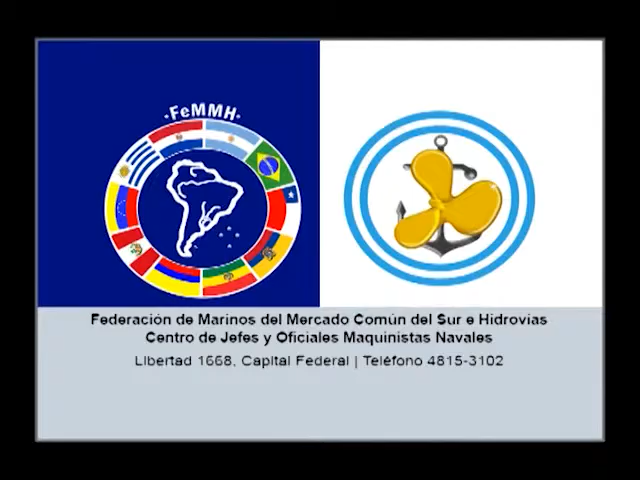 ·FeMMH·
Federación de Marinos del Mercado Común del Sur e Hidrovías
Centro de Jefes y Oficiales Maquinistas Navales
Libertad 1668, Capital Federal | Teléfono 4815-3102